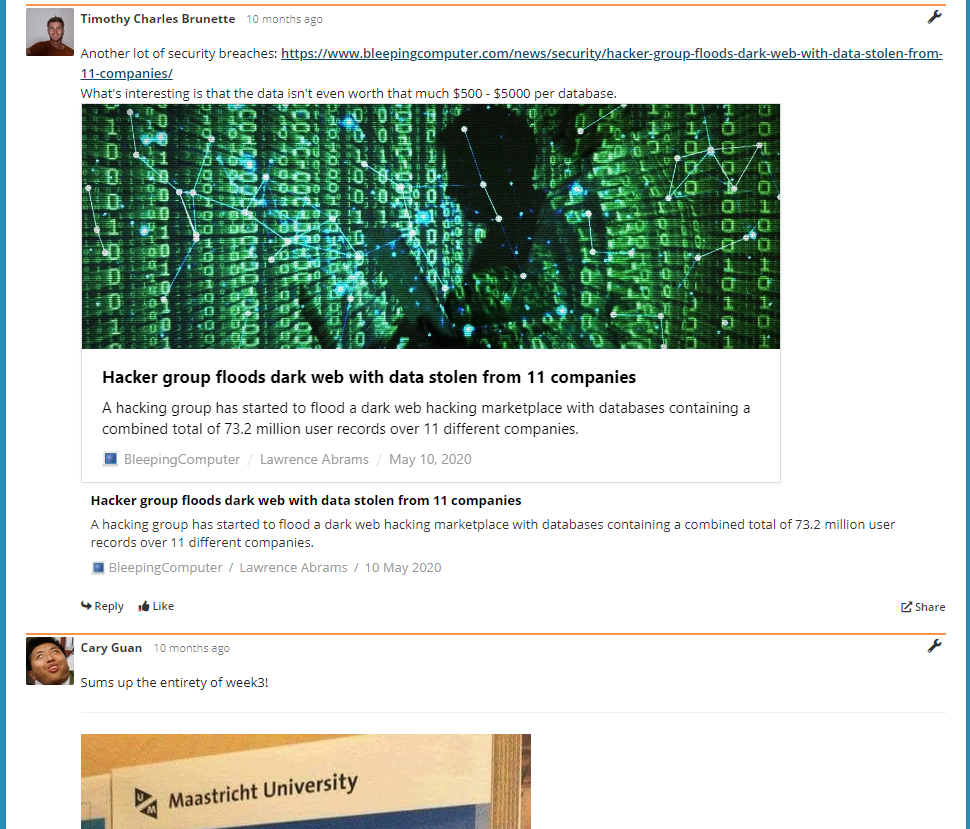 Timothy Charles Brunette 10 months ago
Another lot of security breaches: https://www.bleepingcomputer.com/news/security/hacker-group-floods-dark-web-with-data-stolen-from-
11-companies/
What's interesting is that the data isn't even worth that much $500 - $5000 per database.
Hacker group floods dark web with data stolen from 11 companies
A hacking group has started to flood a dark web hacking marketplace with databases containing a
combined total of 73.2 million user records over 11 different companies.
BleepingComputer / Lawrence Abrams / May 10, 2020
Hacker group floods dark web with data stolen from 11 companies
A hacking group has started to flood a dark web hacking marketplace with databases containing a combined total of 73.2 million user
records over 11 different companies.
BleepingComputer / Lawrence Abrams / 10 May 2020
Reply Like Share
Cary Guan 10 months ago
Sums up the entirety of week3!
UM Maastricht University